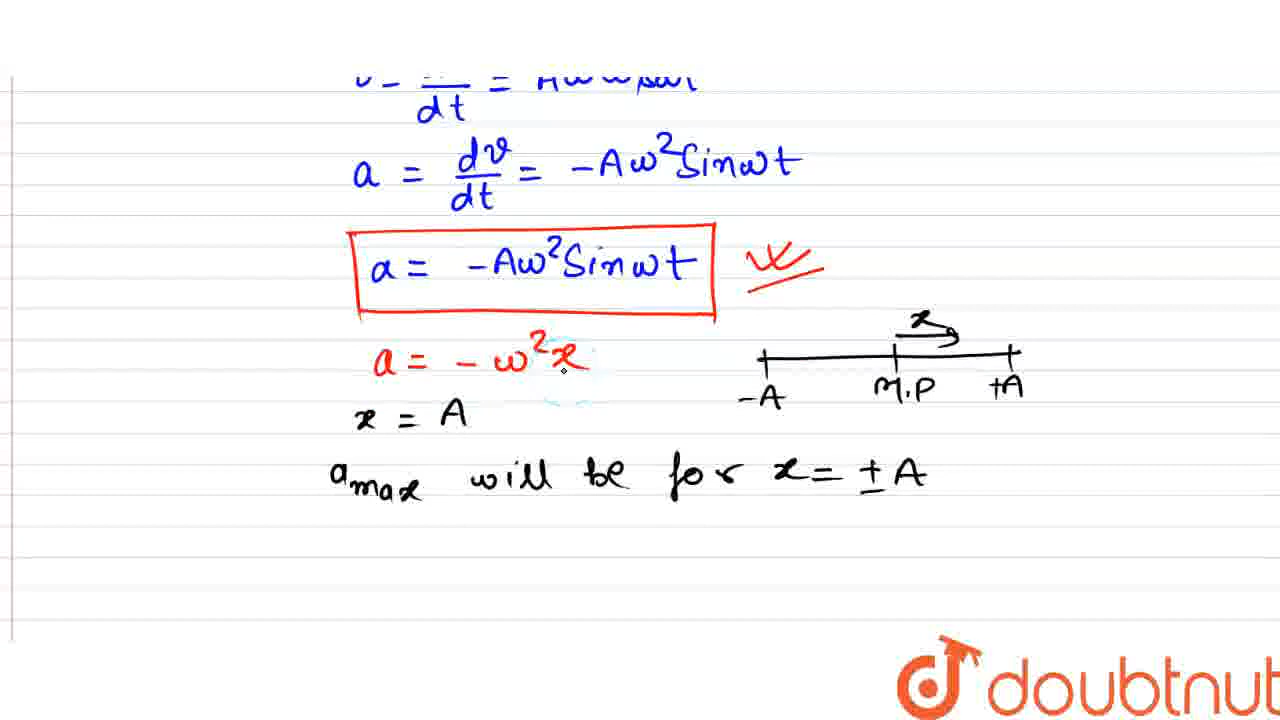 dt
a = dv/dt = -Aω²Sinωt
a = -Aω²Sinωt
a = -ω²x
x
-A M.P +A
x = A
a_max will be for x = ±A
doubtnut